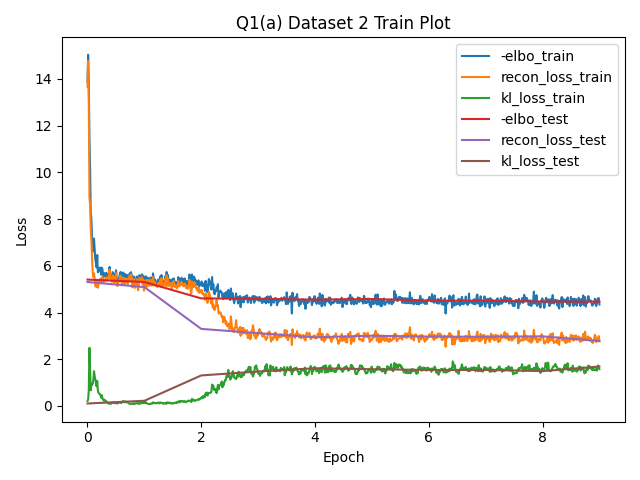 Q1(a) Dataset 2 Train Plot
-elbo_train
recon_loss_train
kl_loss_train
-elbo_test
recon_loss_test
kl_loss_test
Loss
14
12
10
8
6
4
2
0
0 2 4 6 8
Epoch